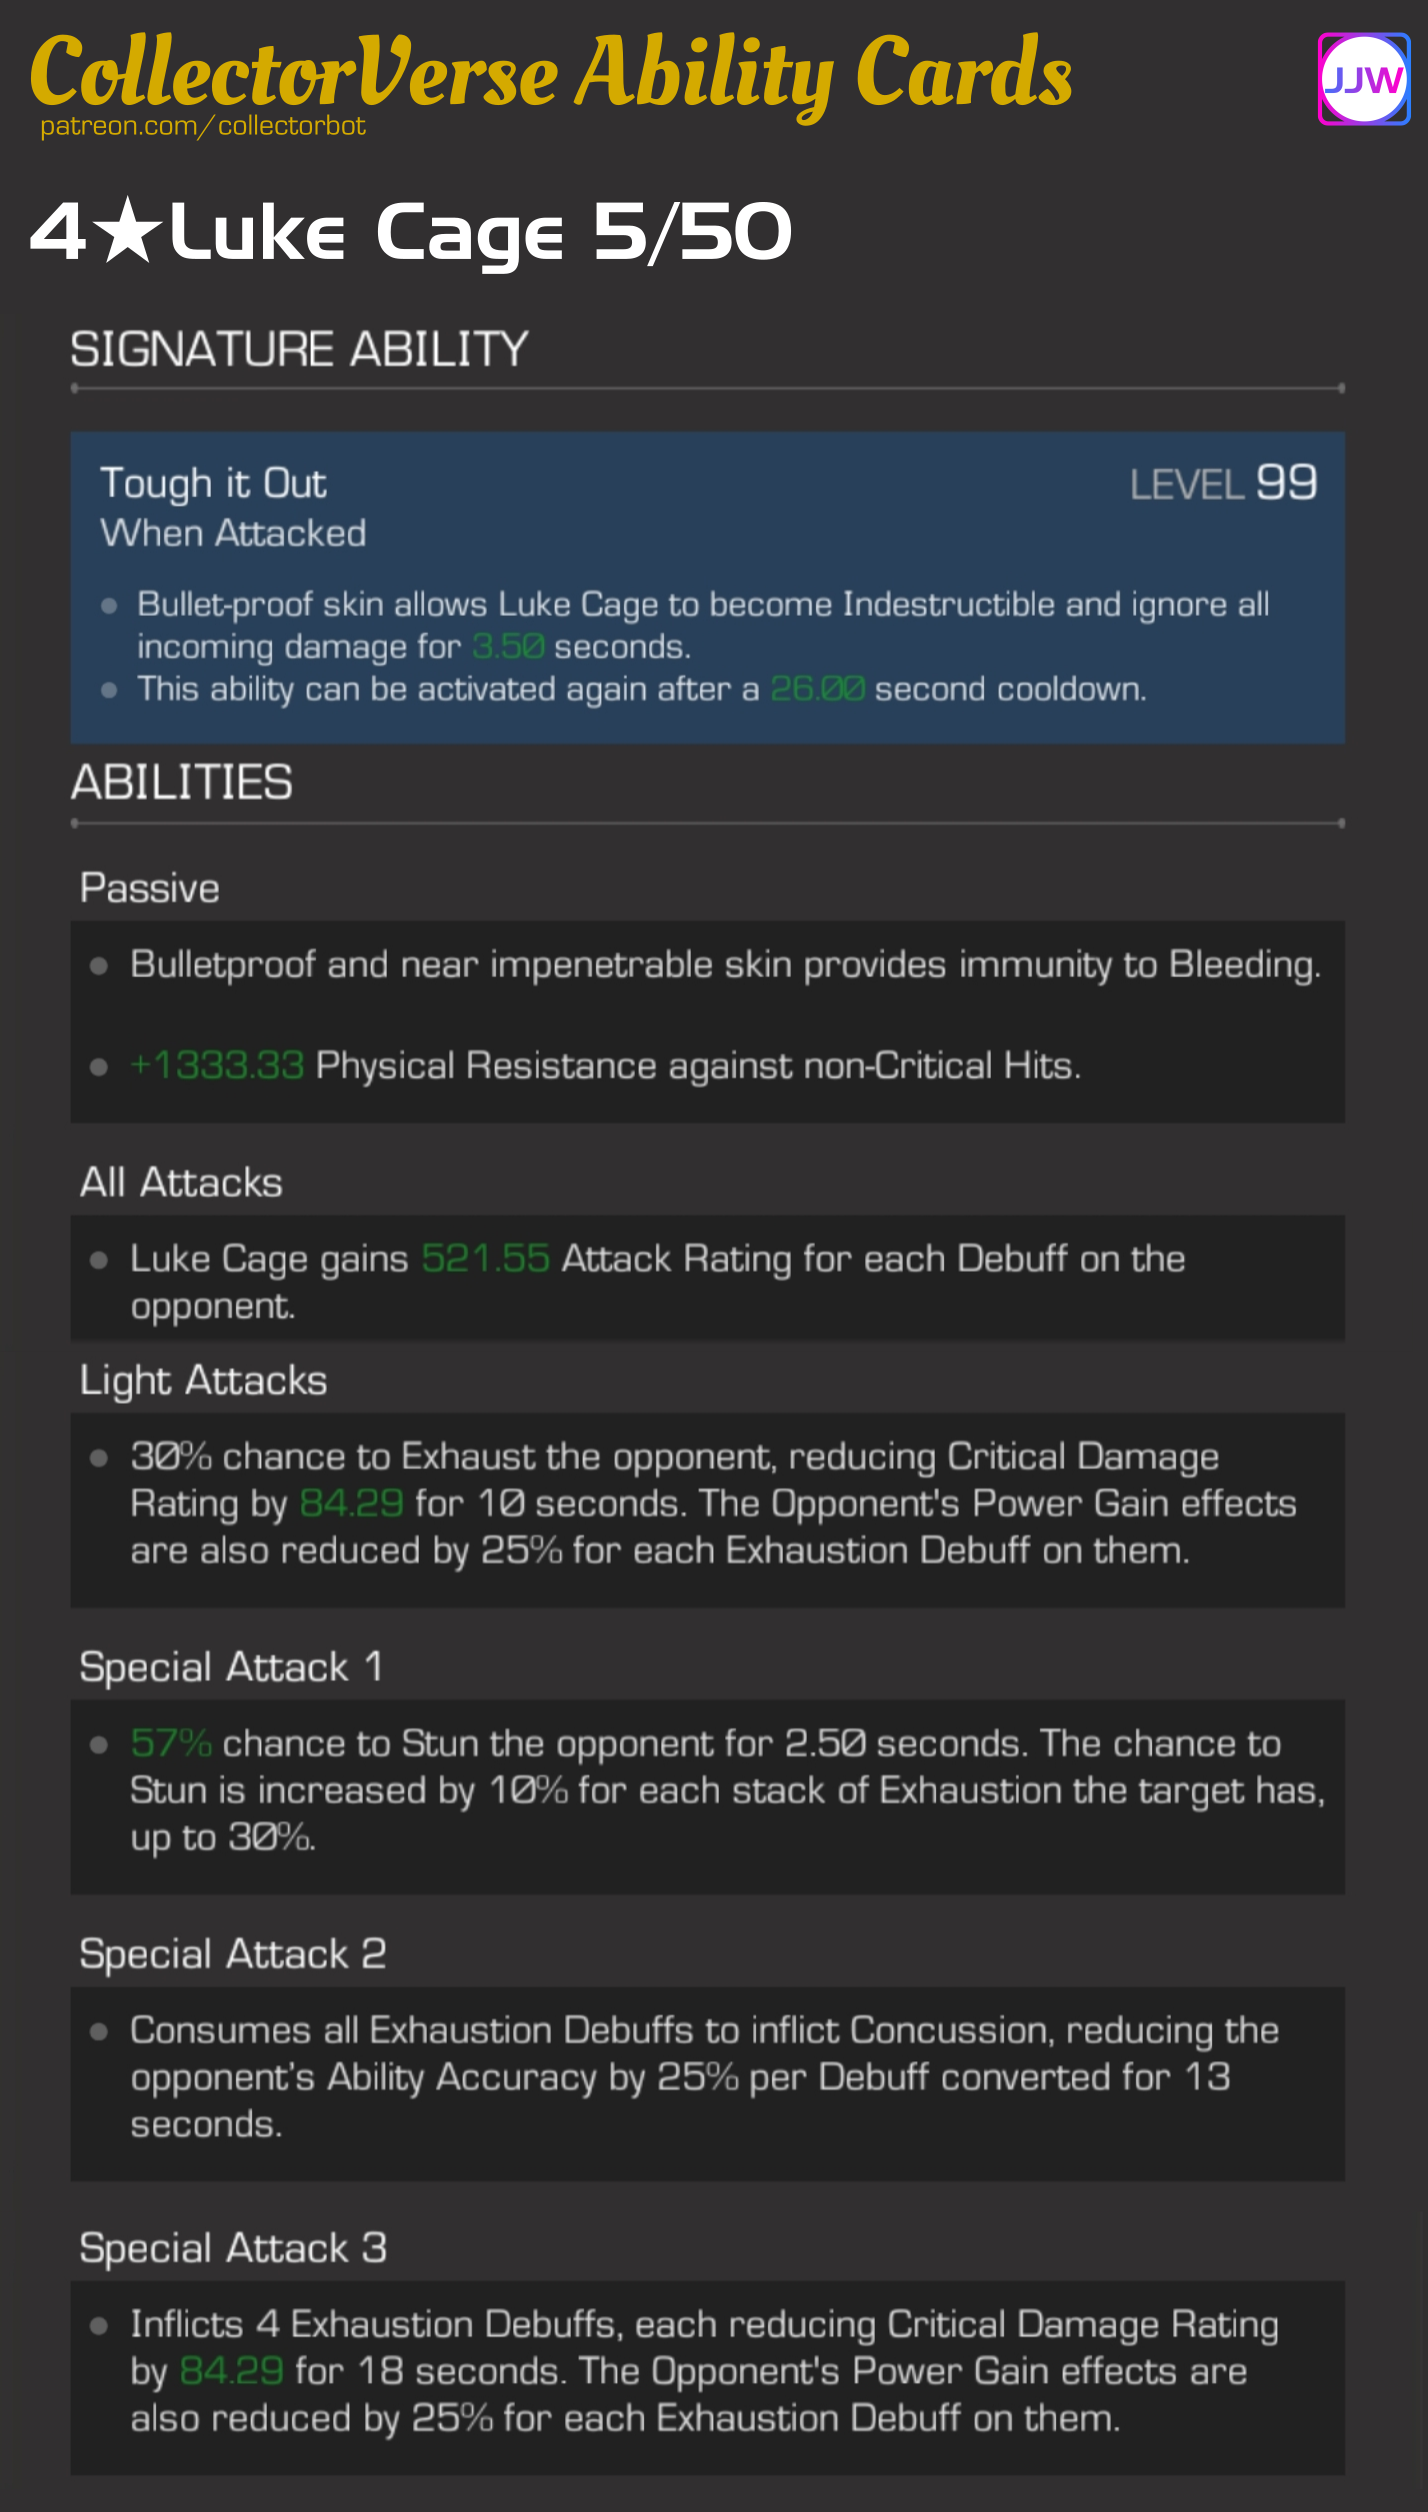 CollectorVerse Ability Cards
patreon.com/collectorbot
JJW
4★Luke Cage 5/50
SIGNATURE ABILITY
Tough it Out
LEVEL 99
When Attacked
Bullet-proof skin allows Luke Cage to become Indestructible and ignore all
incoming damage for 3.50 seconds.
This ability can be activated again after a 26.00 second cooldown.
ABILITIES
Passive
Bulletproof and near impenetrable skin provides immunity to Bleeding.
+1333.33 Physical Resistance against non-Critical Hits.
All Attacks
Luke Cage gains 521.55 Attack Rating for each Debuff on the
opponent.
Light Attacks
30% chance to Exhaust the opponent, reducing Critical Damage
Rating by 84.29 for 10 seconds. The Opponent's Power Gain effects
are also reduced by 25% for each Exhaustion Debuff on them.
Special Attack 1
57% chance to Stun the opponent for 2.50 seconds. The chance to
Stun is increased by 10% for each stack of Exhaustion the target has,
up to 30%.
Special Attack 2
Consumes all Exhaustion Debuffs to inflict Concussion, reducing the
opponent’s Ability Accuracy by 25% per Debuff converted for 13
seconds.
Special Attack 3
Inflicts 4 Exhaustion Debuffs, each reducing Critical Damage Rating
by 84.29 for 18 seconds. The Opponent's Power Gain effects are
also reduced by 25% for each Exhaustion Debuff on them.